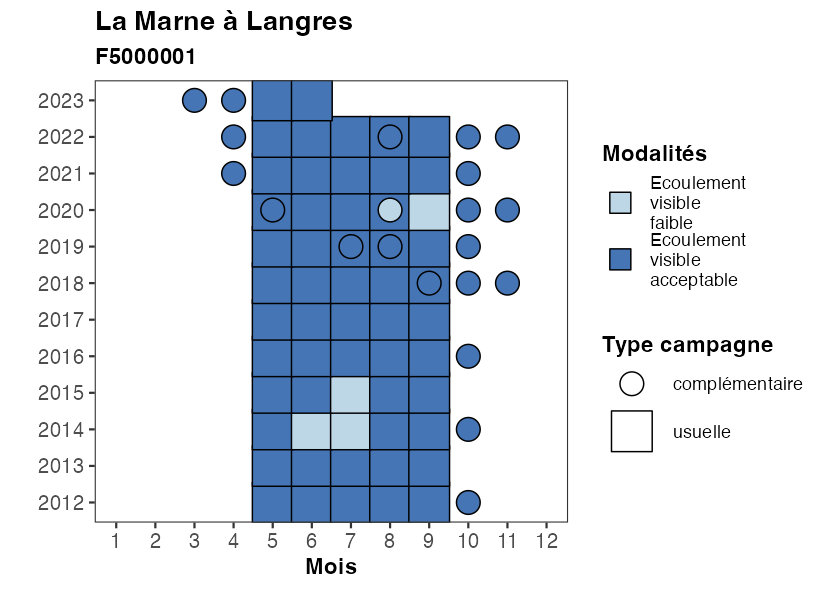 La Marne à Langres
F5000001
2023
2022
2021
2020
2019
2018
2017
2016
2015
2014
2013
2012
1 2 3 4 5 6 7 8 9 10 11 12
Mois
Modalités
Ecoulement
visible
faible
Ecoulement
visible
acceptable
Type campagne
complémentaire
usuelle